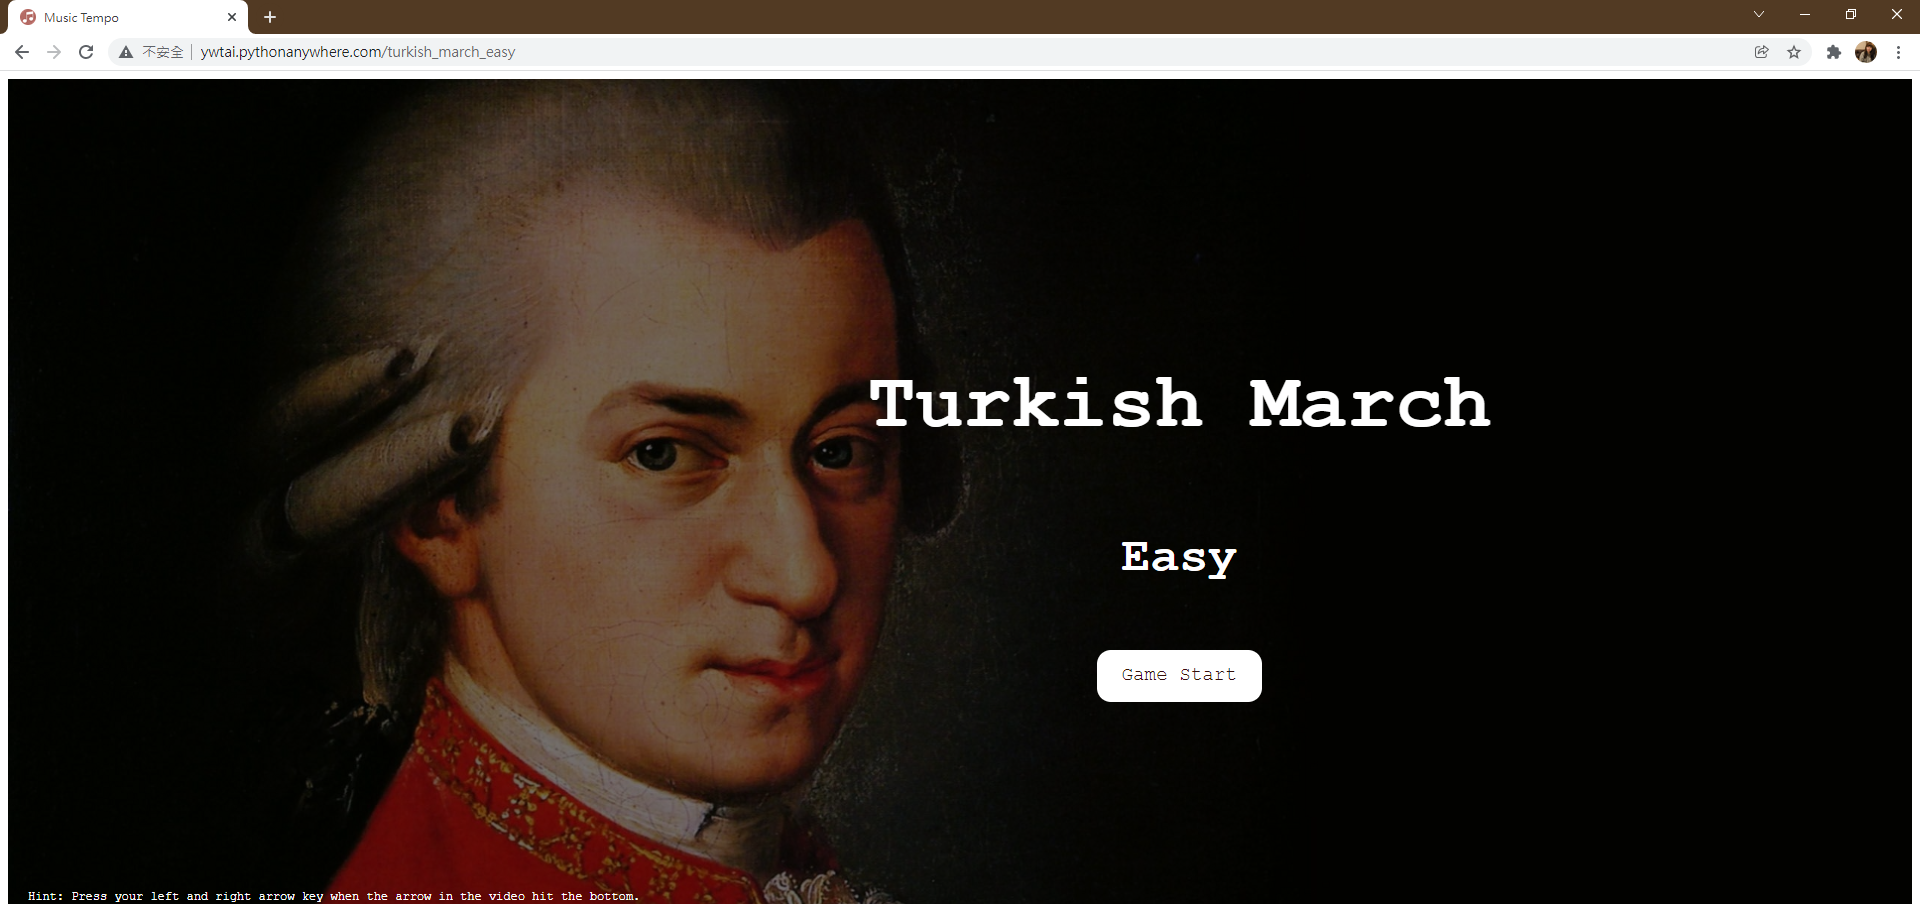 Music Tempo
不安全 ywtai.pythonanywhere.com/turkish_march_easy
Turkish March
Easy
Game Start
Hint: Press your left and right arrow key when the arrow in the video hit the bottom.